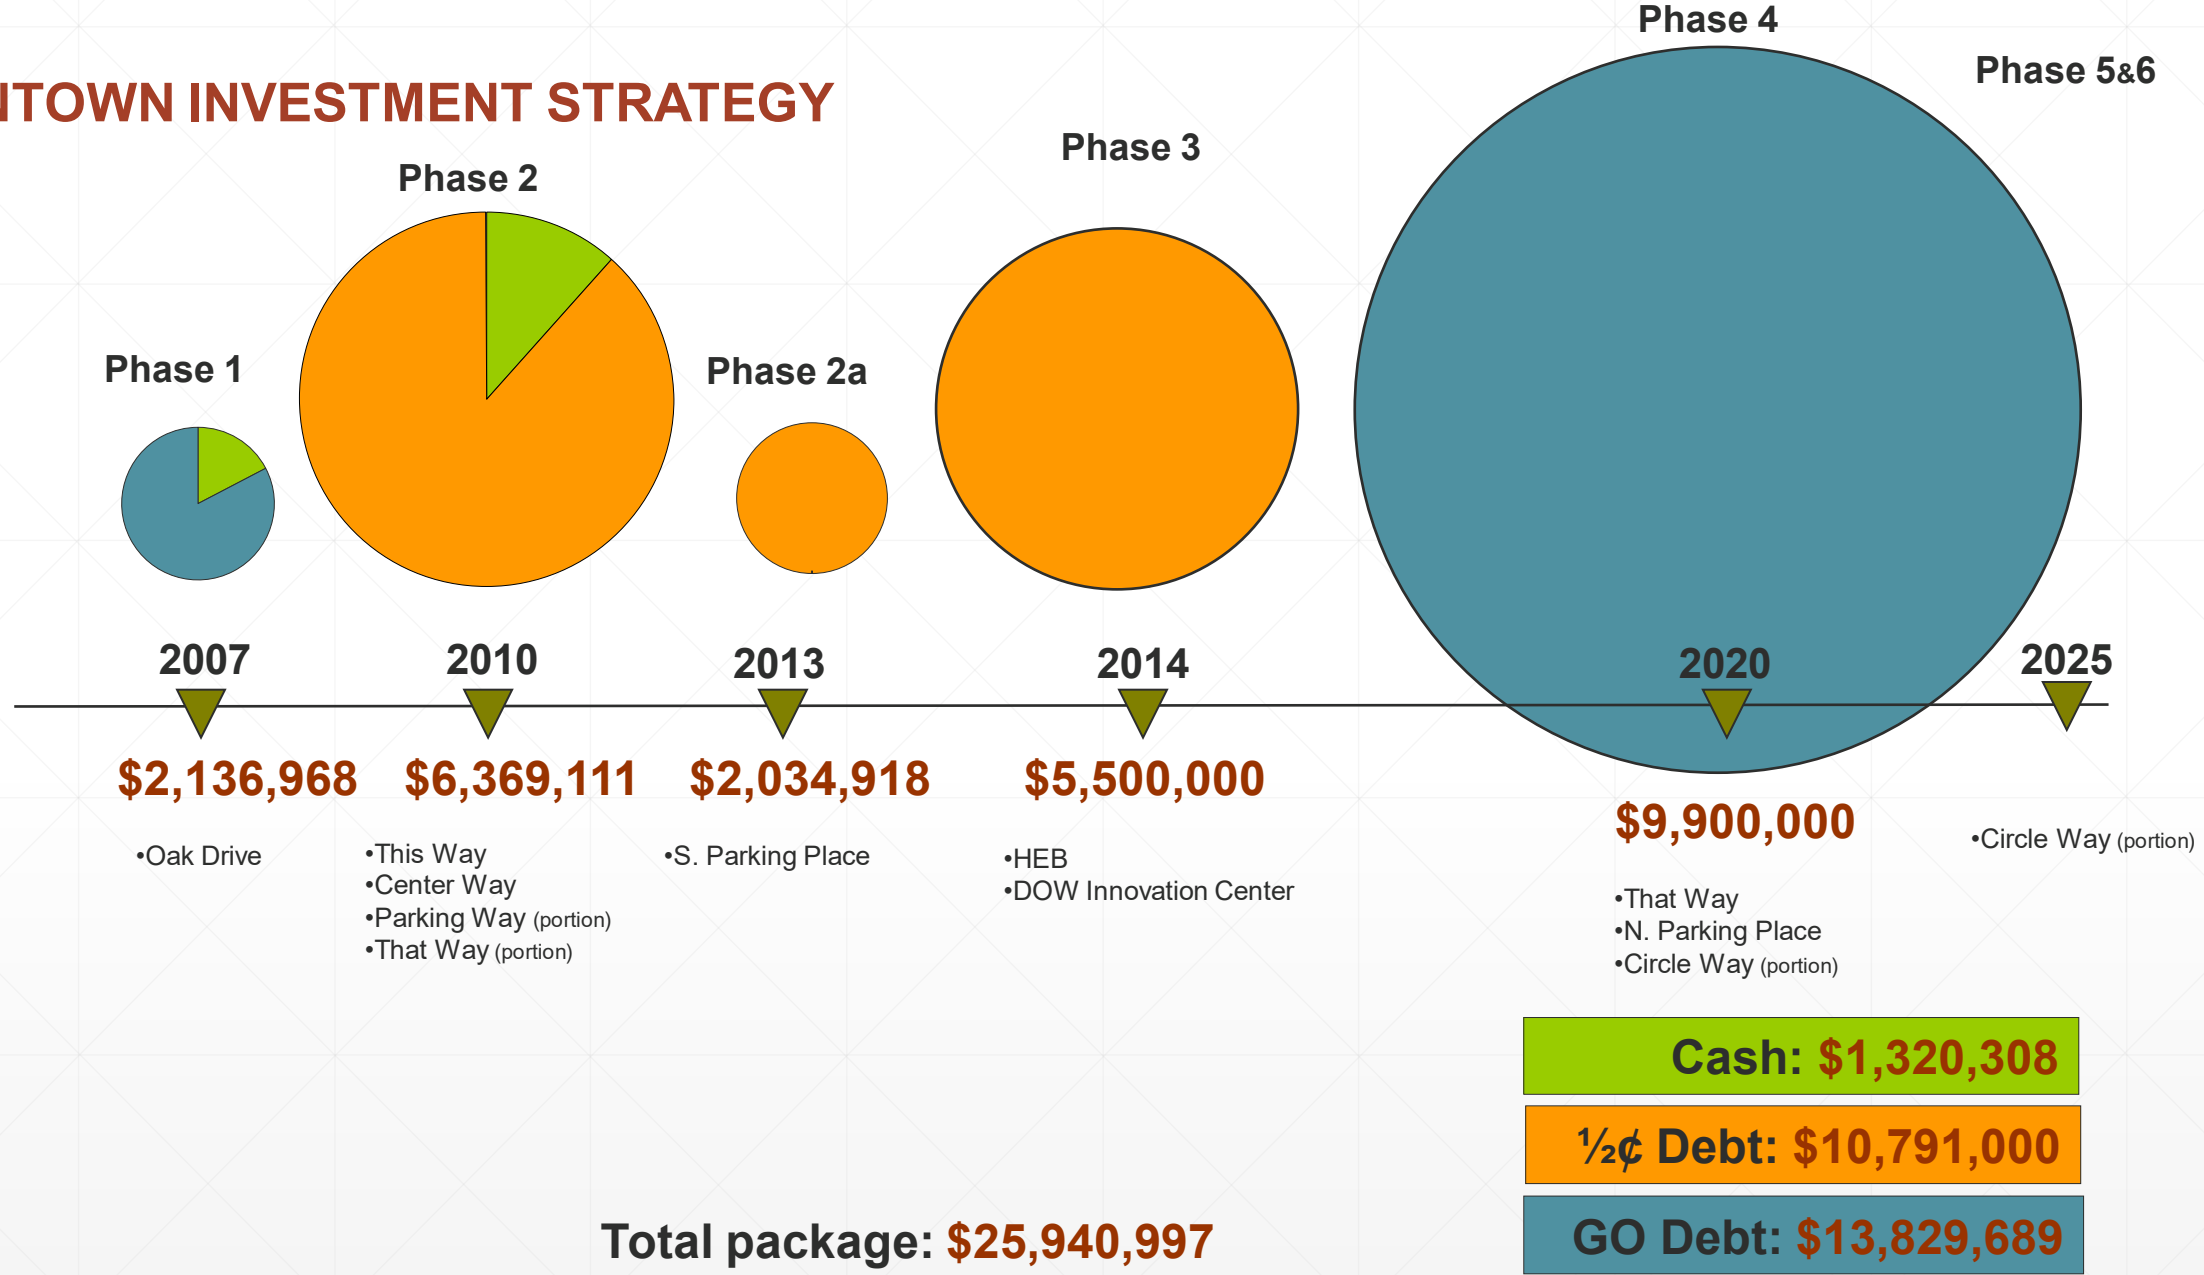 NTOWN INVESTMENT STRATEGY
Phase 1
Phase 2
Phase 2a
Phase 3
Phase 4
Phase 5&6
2007
2010
2013
2014
2020
2025
$2,136,968
$6,369,111
$2,034,918
$5,500,000
$9,900,000
•Oak Drive
•This Way
•Center Way
•Parking Way (portion)
•That Way (portion)
•S. Parking Place
•HEB
•DOW Innovation Center
•That Way
•N. Parking Place
•Circle Way (portion)
•Circle Way (portion)
Cash: $1,320,308
½¢ Debt: $10,791,000
GO Debt: $13,829,689
Total package: $25,940,997